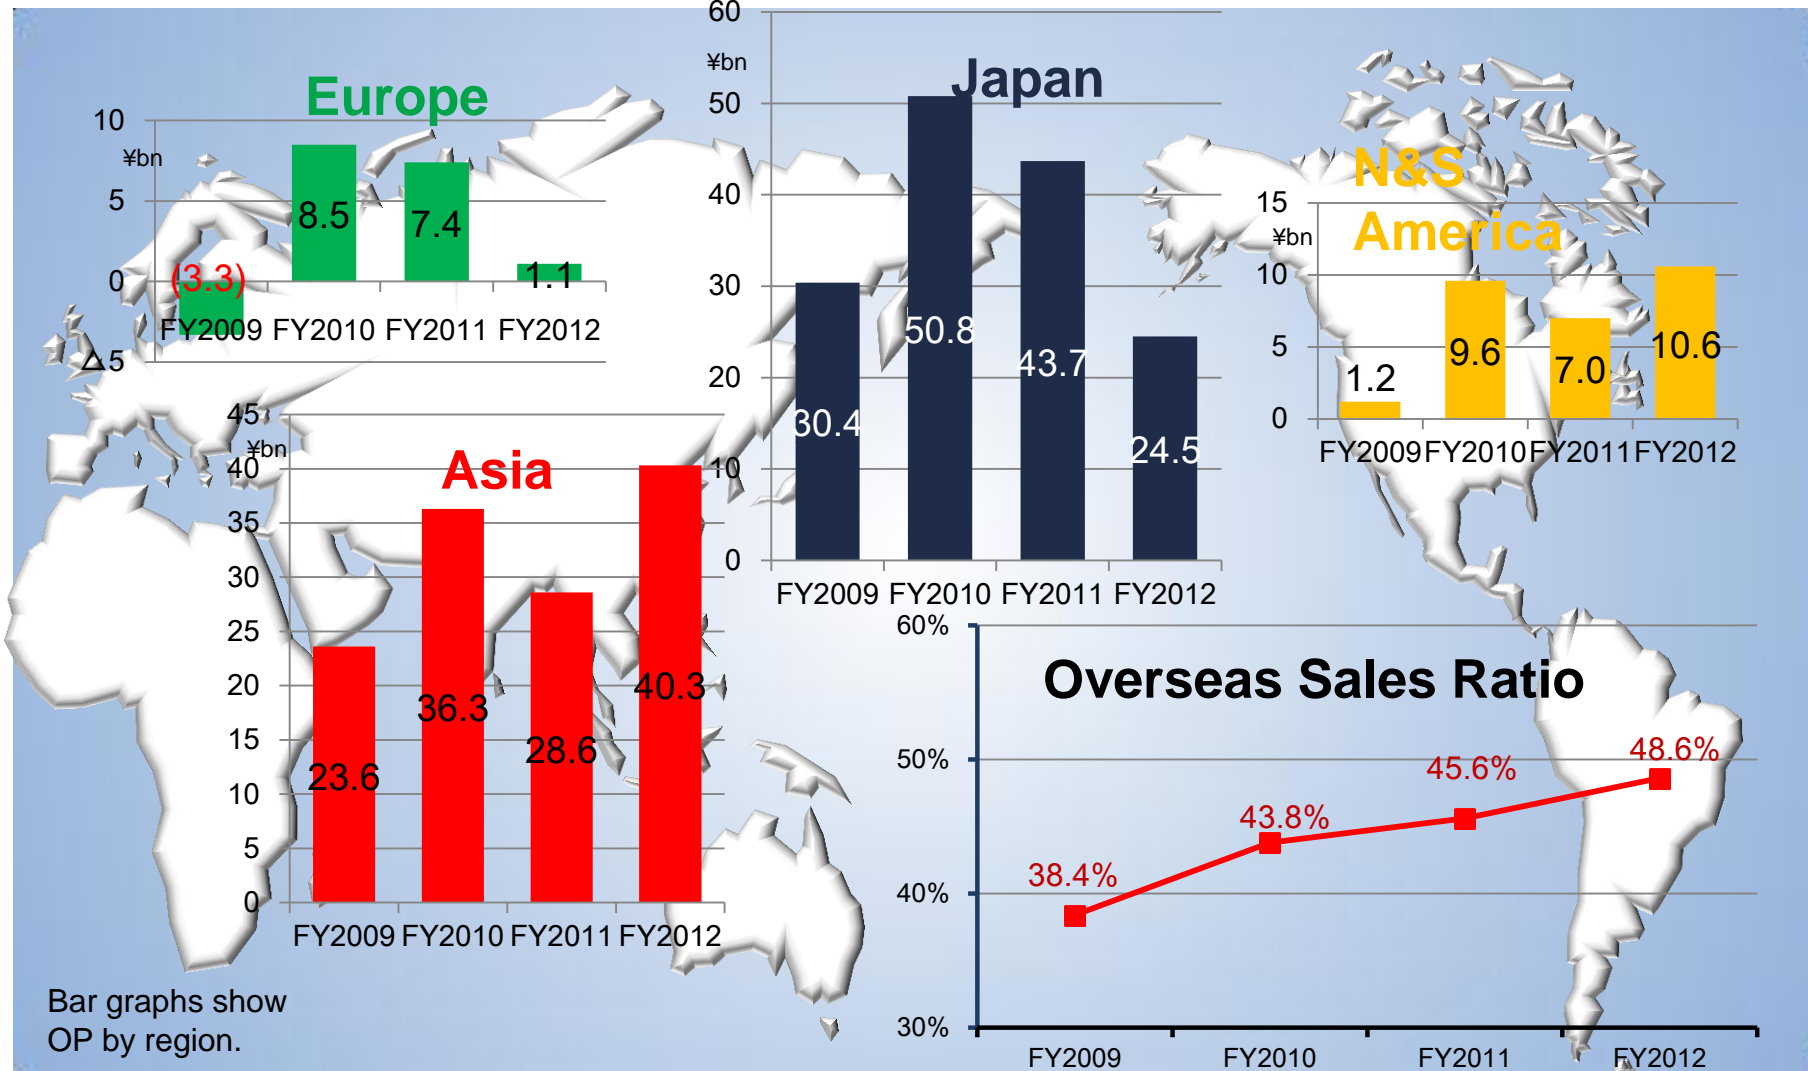 Europe
10
¥bn
5
0
△5
(3.3)
8.5
7.4
1.1
FY2009 FY2010 FY2011 FY2012
Japan
60
¥bn
50
40
30
20
10
0
30.4
50.8
43.7
24.5
FY2009 FY2010 FY2011 FY2012
N&S
America
15
¥bn
10
5
0
1.2
9.6
7.0
10.6
FY2009 FY2010 FY2011 FY2012
Asia
45
¥bn
40
35
30
25
20
15
10
5
0
23.6
36.3
28.6
40.3
FY2009 FY2010 FY2011 FY2012
Overseas Sales Ratio
60%
50%
40%
30%
38.4%
43.8%
45.6%
48.6%
FY2009 FY2010 FY2011 FY2012
Bar graphs show
OP by region.